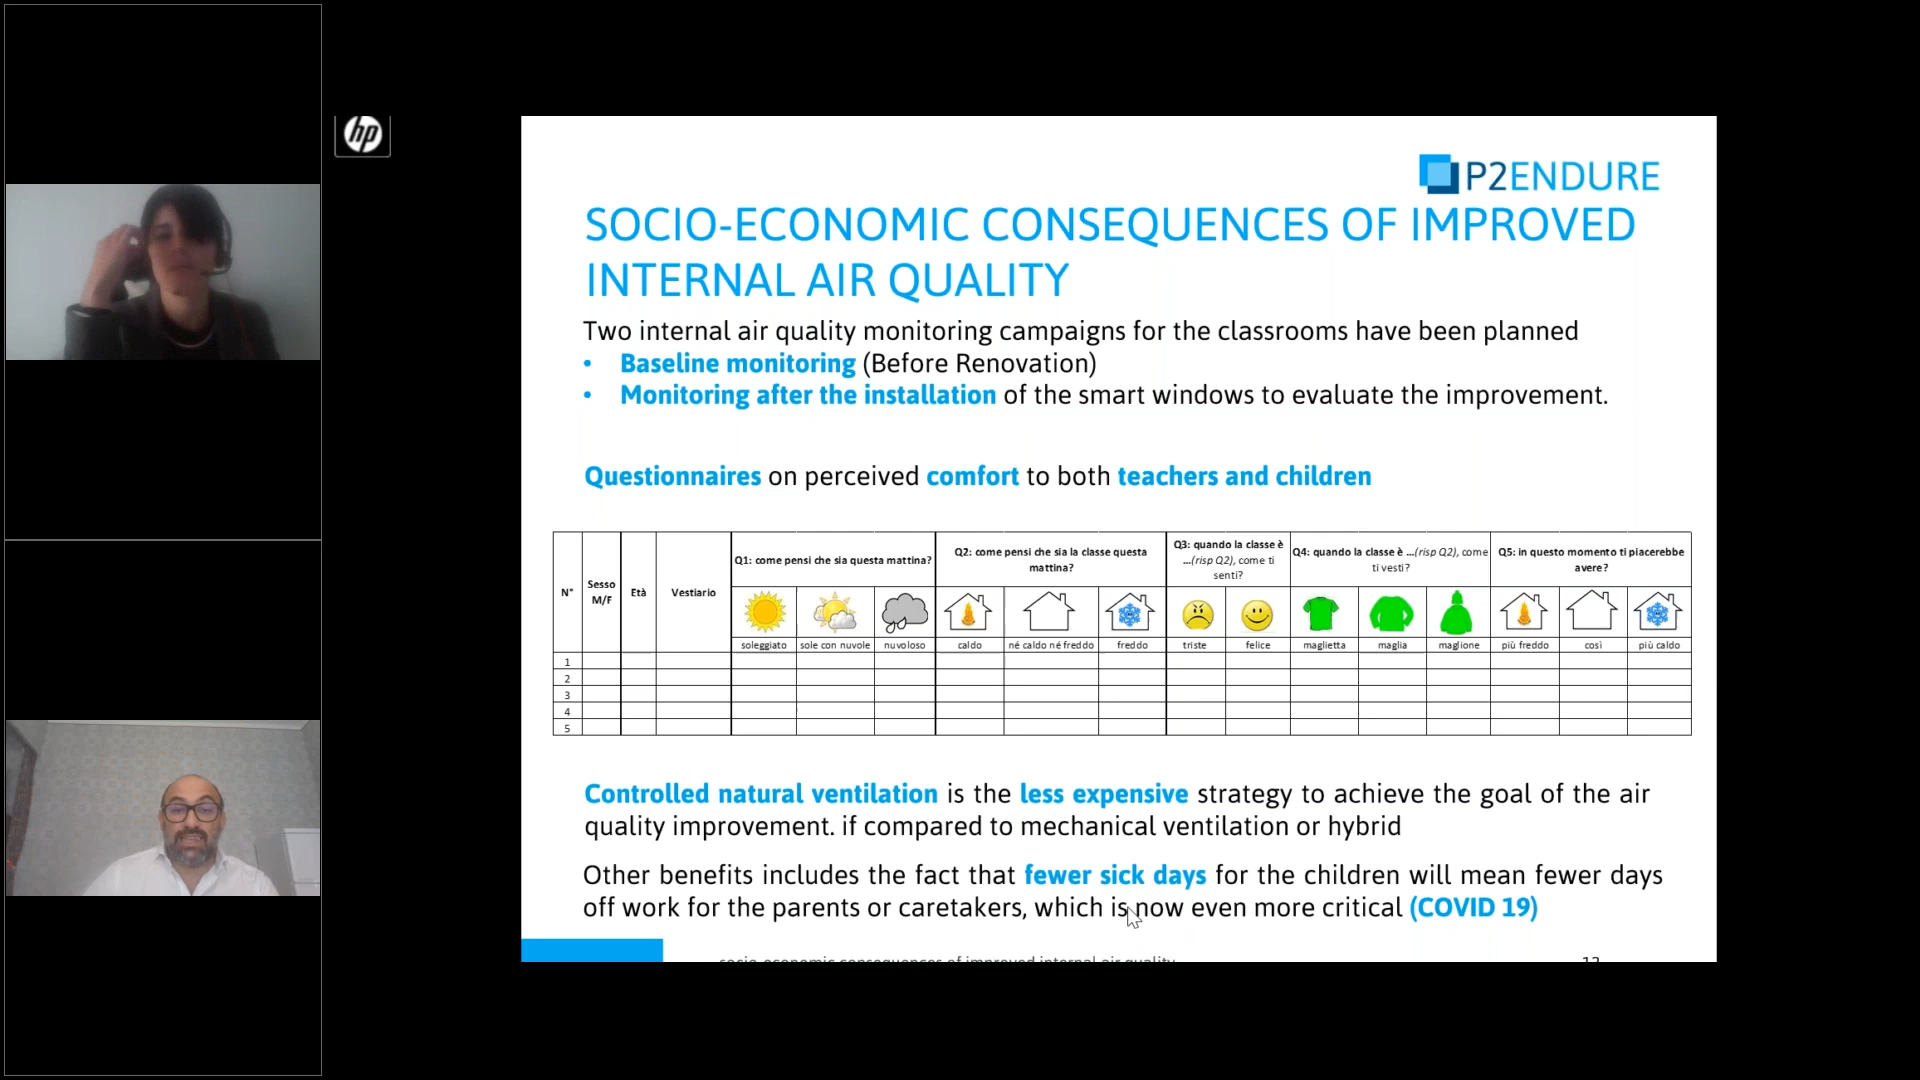 hp
P2ENDURE
SOCIO-ECONOMIC CONSEQUENCES OF IMPROVED
INTERNAL AIR QUALITY
Two internal air quality monitoring campaigns for the classrooms have been planned
• Baseline monitoring (Before Renovation)
• Monitoring after the installation of the smart windows to evaluate the improvement.
Questionnaires on perceived comfort to both teachers and children
N° Sesso M/F Età Vestiario
Q1: come pensi che sia questa mattina?
Q2: come pensi che sia la classe questa
mattina?
Q3: quando la classe è
...(risp Q2), come ti
senti?
Q4: quando la classe è ...(risp Q2), come
ti vesti?
Q5: in questo momento ti piacerebbe
avere?
soleggiato sole con nuvole nuvoloso caldo né caldo né freddo freddo triste felice maglietta maglia maglione più freddo così più caldo
1
2
3
4
5
Controlled natural ventilation is the less expensive strategy to achieve the goal of the air
quality improvement. if compared to mechanical ventilation or hybrid
Other benefits includes the fact that fewer sick days for the children will mean fewer days
off work for the parents or caretakers, which is now even more critical (COVID 19)
socio-economic consequences of improved internal air quality